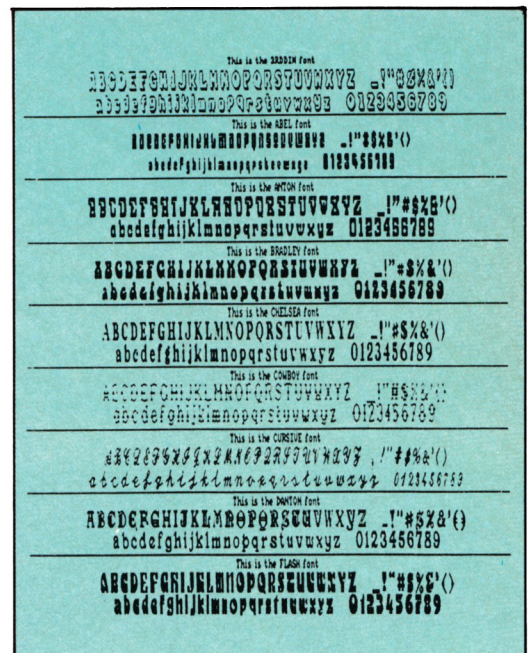 This is the font
ABCDEFGHIJKLMNOPQRSTUVWXYZ _!"#$%&'()
abcdefghijklmnopqrstuvwxyz 0123456789
This is the ABEL font
ABCDEFGHIJKLMNOPQRSTUVWXYZ _!"#$%&'()
abcdefghijklmnopqrstuvwxyz 0123456789
This is the ANTON font
ABCDEFGHIJKLMNOPQRSTUVWXYZ _!"#$%&'()
abcdefghijklmnopqrstuvwxyz 0123456789
This is the BRADLEY font
ABCDEFGHIJKLMNOPQRSTUVWXYZ _!"#$%&'()
abcdefghijklmnopqrstuvwxyz 0123456789
This is the CHELSEA font
ABCDEFGHIJKLMNOPQRSTUVWXYZ _!"#$%&'()
abcdefghijklmnopqrstuvwxyz 0123456789
This is the COWBOY font
ABCDEFGHIJKLMNOPQRSTUVWXYZ _!"#$%&'()
abcdefghijklmnopqrstuvwxyz 0123456789
This is the CURSIVE font
ABCDEFGHIJKLMNOPQRSTUVWXYZ _!"#$%&'()
abcdefghijklmnopqrstuvwxyz 0123456789
This is the DANTON font
ABCDEFGHIJKLMNOPQRSTUVWXYZ _!"#$%&'()
abcdefghijklmnopqrstuvwxyz 0123456789
This is the FLASH font
ABCDEFGHIJKLMNOPQRSTUVWXYZ _!"#$%&'()
abcdefghijklmnopqrstuvwxyz 0123456789